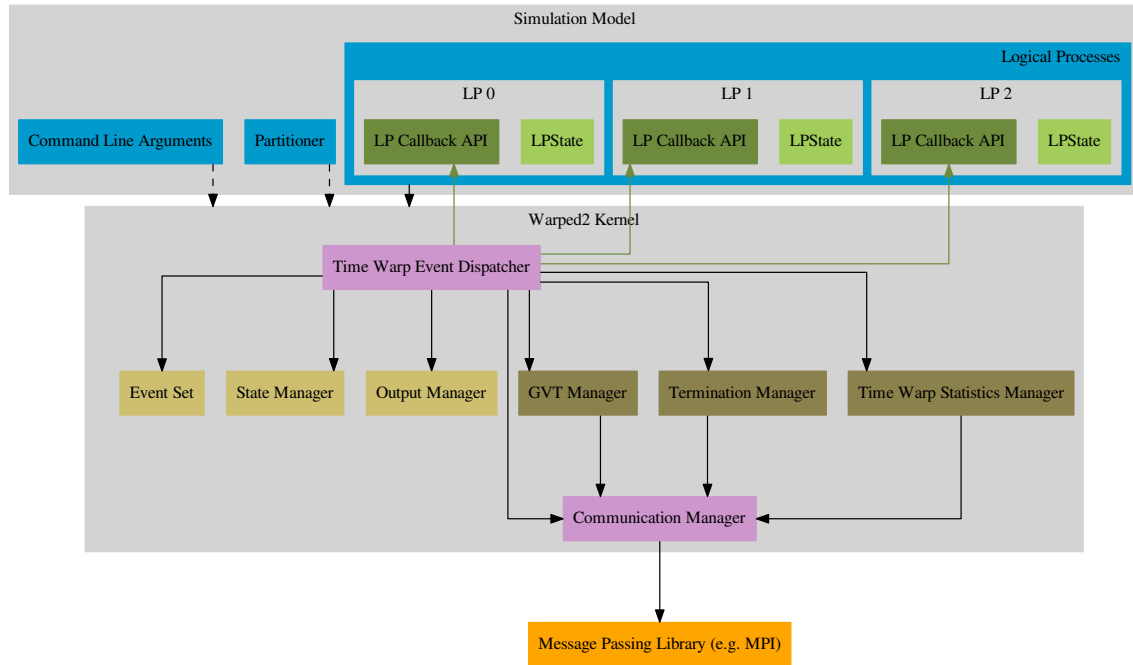 Simulation Model
Logical Processes
LP 0
LP 1
LP 2
Command Line Arguments
Partitioner
LP Callback API
LPState
LP Callback API
LPState
LP Callback API
LPState
Warped2 Kernel
Time Warp Event Dispatcher
Event Set
State Manager
Output Manager
GVT Manager
Termination Manager
Time Warp Statistics Manager
Communication Manager
Message Passing Library (e.g. MPI)